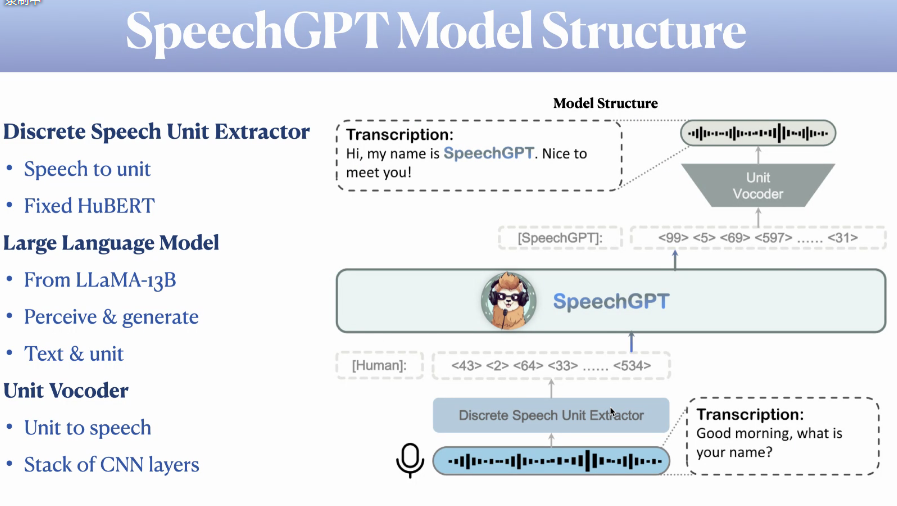 录制中
SpeechGPT Model Structure
Discrete Speech Unit Extractor
• Speech to unit
• Fixed HuBERT
Large Language Model
• From LLaMA-13B
• Perceive & generate
• Text & unit
Unit Vocoder
• Unit to speech
• Stack of CNN layers
Model Structure
Transcription:
Hi, my name is SpeechGPT. Nice to
meet you!
Unit
Vocoder
[SpeechGPT]: <99> <5> <69> <597> ...... <31>
SpeechGPT
[Human]: <43> <2> <64> <33> ...... <534>
Discrete Speech Unit Extractor
Transcription:
Good morning, what is
your name?